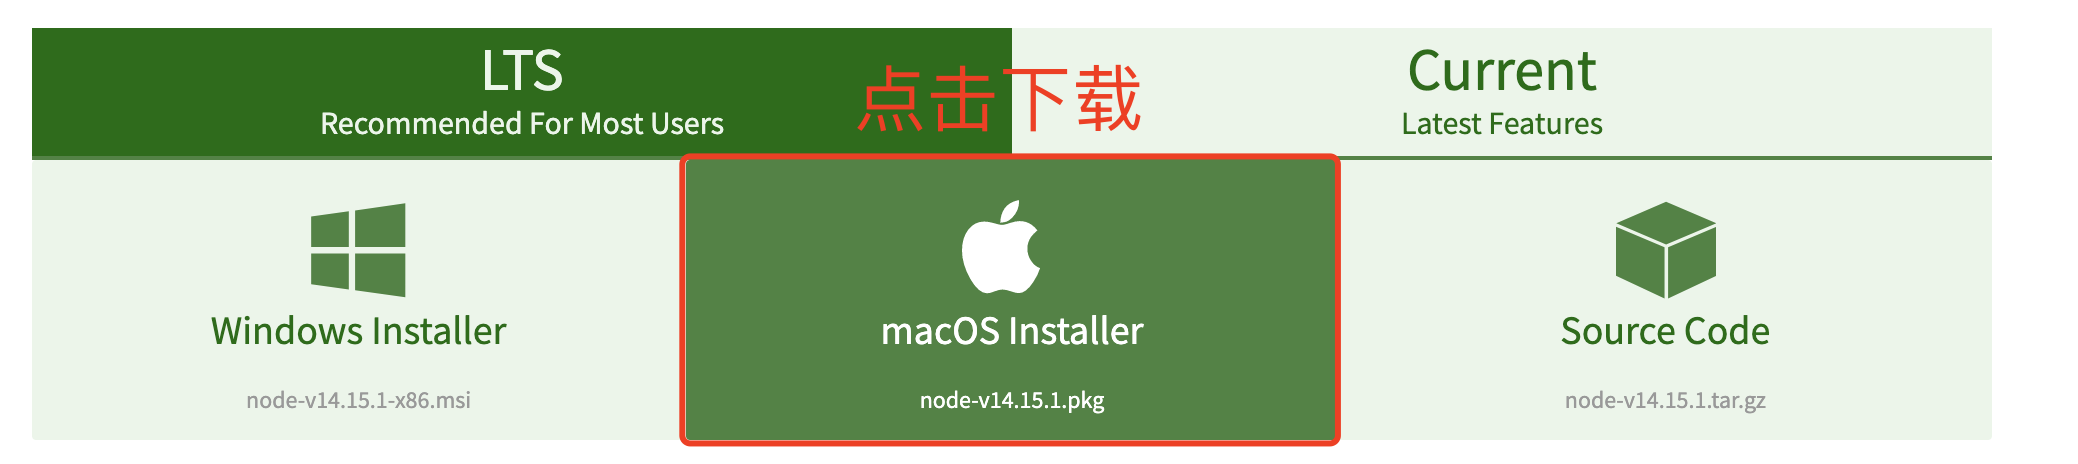 LTS
Recommended For Most Users
点击下载
Current
Latest Features
Windows Installer
node-v14.15.1-x86.msi
macOS Installer
node-v14.15.1.pkg
Source Code
node-v14.15.1.tar.gz